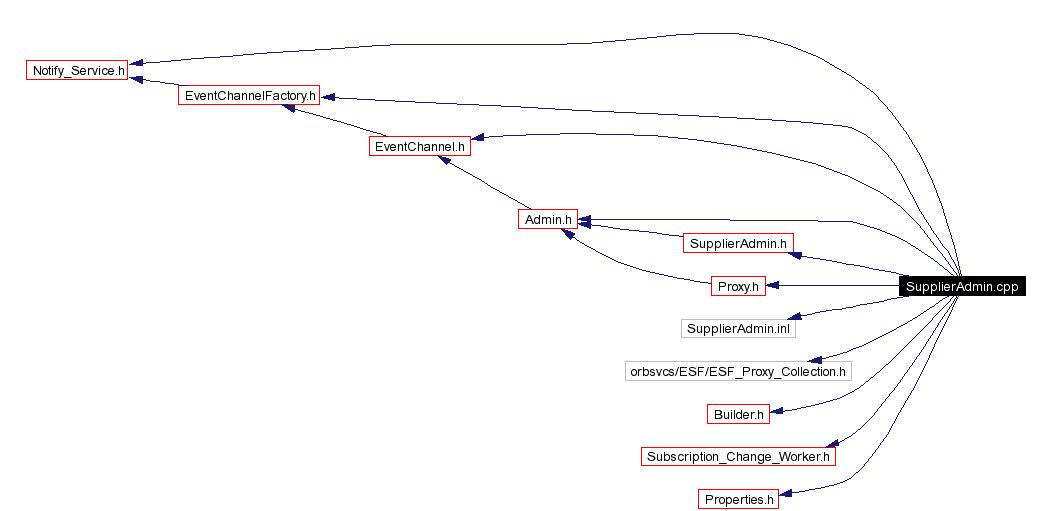 Notify_Service.h
EventChannelFactory.h
EventChannel.h
Admin.h
SupplierAdmin.h
Proxy.h
SupplierAdmin.cpp
SupplierAdmin.inl
orbsvcs/ESF/ESF_Proxy_Collection.h
Builder.h
Subscription_Change_Worker.h
Properties.h